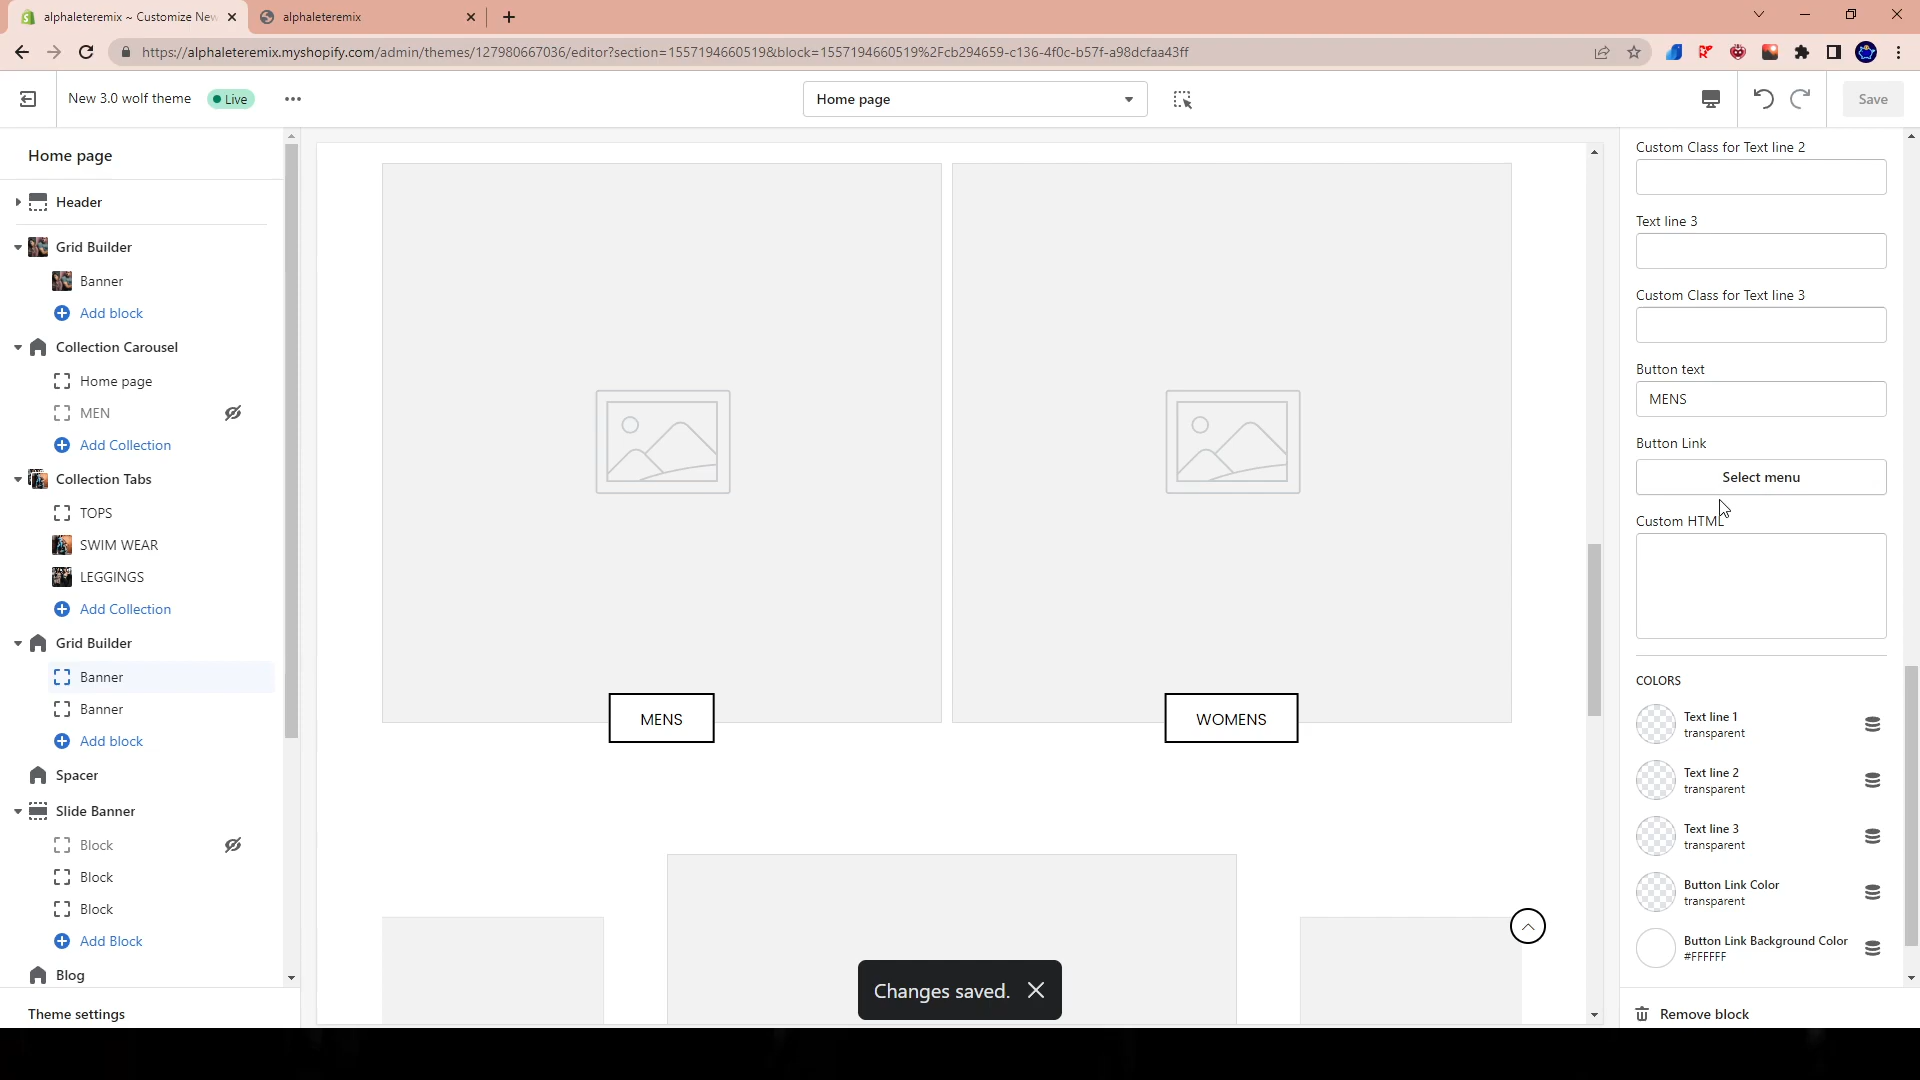 alphaleteremix ~ Customize New
alphaleteremix
https://alphaleteremix.myshopify.com/admin/themes/127980667036/editor?section=1557194660519&block=1557194660519%2Fcb294659-c136-4f0c-b57f-a98dcfaa43ff
New 3.0 wolf theme
Live
Home page
Save
Home page
Header
Grid Builder
Banner
Add block
Collection Carousel
Home page
MEN
Add Collection
Collection Tabs
TOPS
SWIM WEAR
LEGGINGS
Add Collection
Grid Builder
Banner
Banner
Add block
Spacer
Slide Banner
Block
Block
Block
Add Block
Blog
Theme settings
MENS
WOMENS
Changes saved.
Custom Class for Text line 2
Text line 3
Custom Class for Text line 3
Button text
MENS
Button Link
Select menu
Custom HTML
COLORS
Text line 1
transparent
Text line 2
transparent
Text line 3
transparent
Button Link Color
transparent
Button Link Background Color
#FFFFFF
Remove block